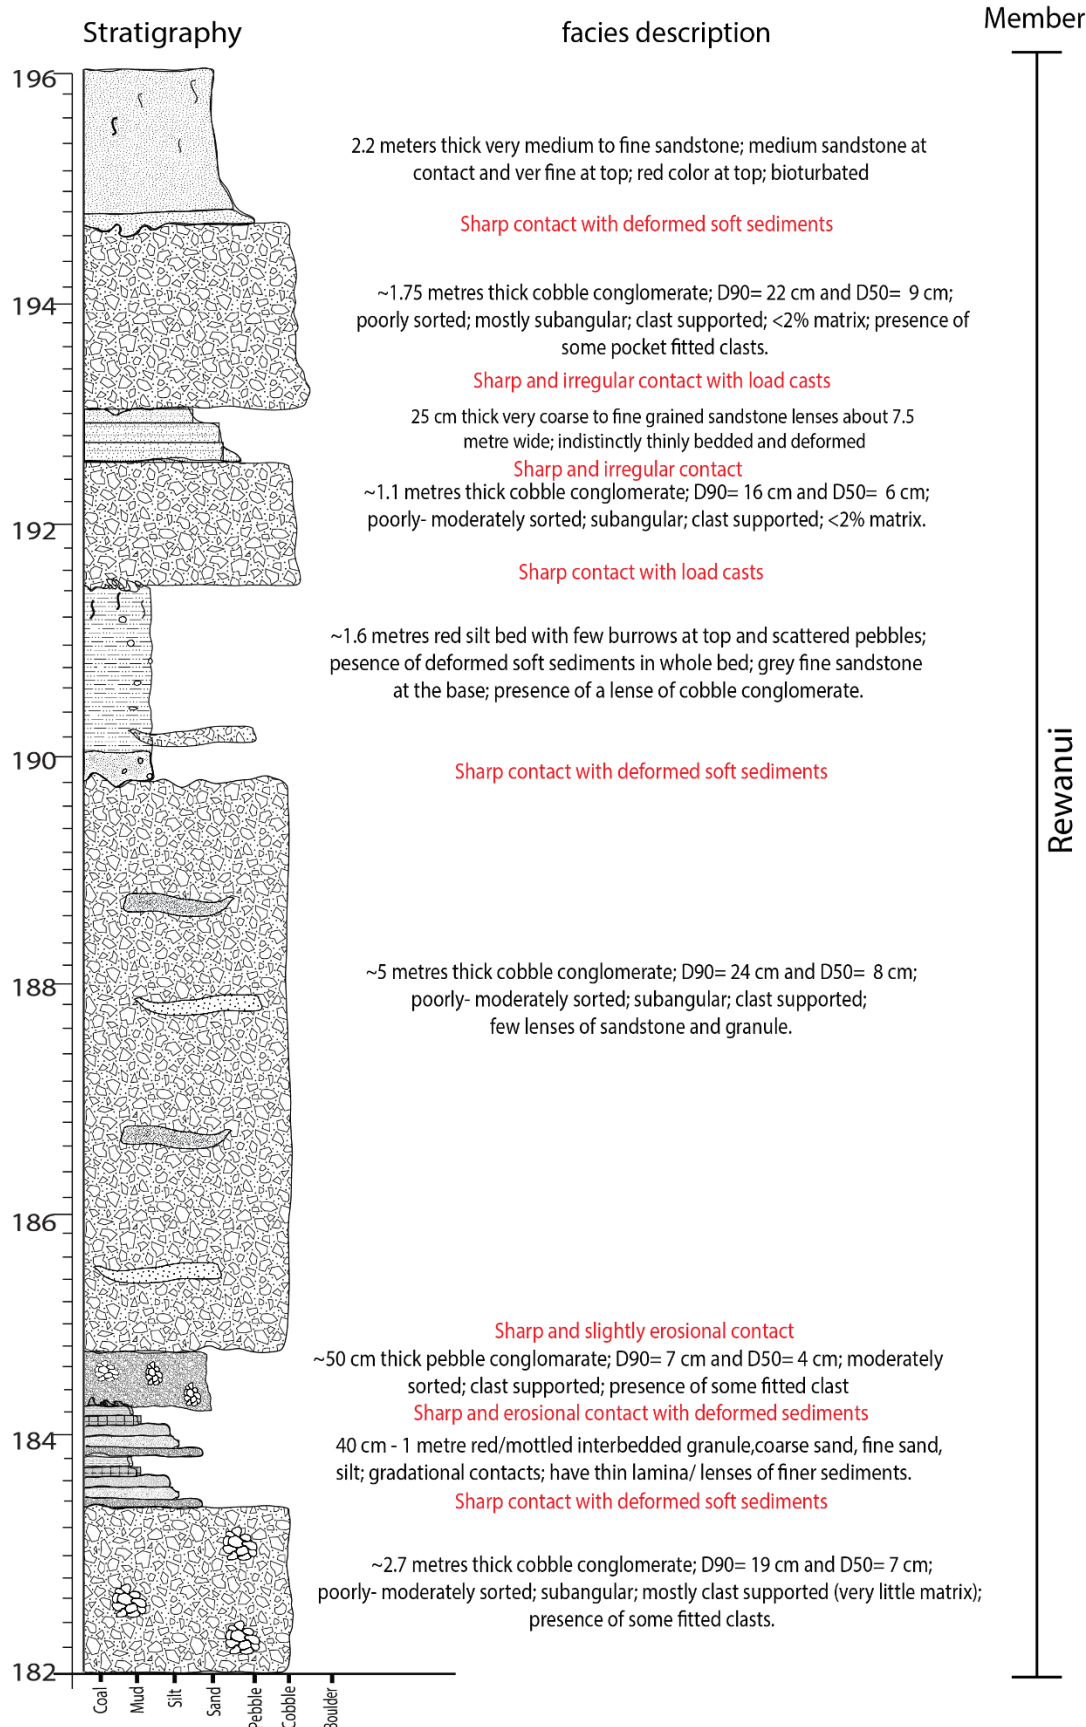 Stratigraphy
facies description
Member
196
2.2 meters thick very medium to fine sandstone; medium sandstone at
contact and ver fine at top; red color at top; bioturbated
Sharp contact with deformed soft sediments
194
~1.75 metres thick cobble conglomerate; D90= 22 cm and D50= 9 cm;
poorly sorted; mostly subangular; clast supported; <2% matrix; presence of
some pocket fitted clasts.
Sharp and irregular contact with load casts
25 cm thick very coarse to fine grained sandstone lenses about 7.5
metre wide; indistinctly thinly bedded and deformed
Sharp and irregular contact
~1.1 metres thick cobble conglomerate; D90= 16 cm and D50= 6 cm;
poorly- moderately sorted; subangular; clast supported; <2% matrix.
192
Sharp contact with load casts
~1.6 metres red silt bed with few burrows at top and scattered pebbles;
pesence of deformed soft sediments in whole bed; grey fine sandstone
at the base; presence of a lense of cobble conglomerate.
190
Sharp contact with deformed soft sediments
Rewanui
188
~5 metres thick cobble conglomerate; D90= 24 cm and D50= 8 cm;
poorly- moderately sorted; subangular; clast supported;
few lenses of sandstone and granule.
186
Sharp and slightly erosional contact
~50 cm thick pebble conglomarate; D90= 7 cm and D50= 4 cm; moderately
sorted; clast supported; presence of some fitted clast
Sharp and erosional contact with deformed sediments
184
40 cm - 1 metre red/mottled interbedded granule,coarse sand, fine sand,
silt; gradational contacts; have thin lamina/ lenses of finer sediments.
Sharp contact with deformed soft sediments
~2.7 metres thick cobble conglomerate; D90= 19 cm and D50= 7 cm;
poorly- moderately sorted; subangular; mostly clast supported (very little matrix);
presence of some fitted clasts.
182
Coal
Mud
Silt
Sand
Pebble
Cobble
Boulder